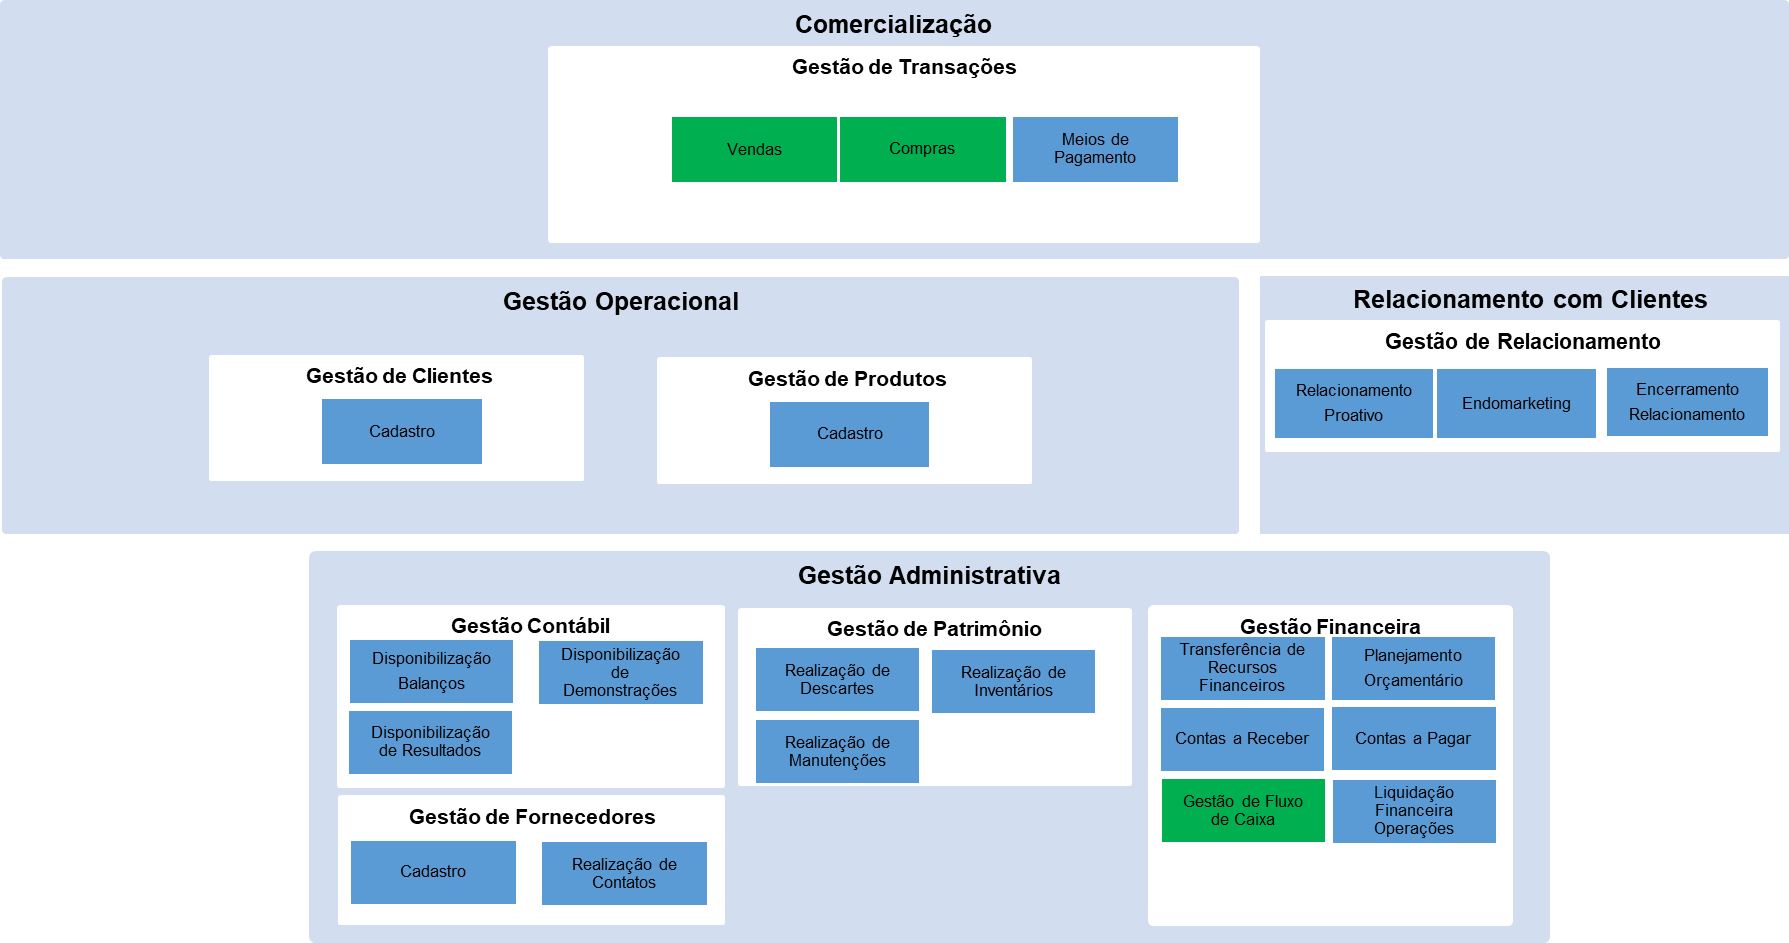 Comercialização
Gestão de Transações
Vendas
Compras
Meios de
Pagamento
Gestão Operacional
Gestão de Clientes
Cadastro
Gestão de Produtos
Cadastro
Relacionamento com Clientes
Gestão de Relacionamento
Relacionamento
Proativo
Endomarketing
Encerramento
Relacionamento
Gestão Administrativa
Gestão Contábil
Disponibilização
Balanços
Disponibilização
de
Demonstrações
Disponibilização
de Resultados
Gestão de Fornecedores
Cadastro
Realização de
Contatos
Gestão de Patrimônio
Realização de
Descartes
Realização de
Inventários
Realização de
Manutenções
Gestão Financeira
Transferência de
Recursos
Financeiros
Planejamento
Orçamentário
Contas a Receber
Contas a Pagar
Gestão de Fluxo
de Caixa
Liquidação
Financeira
Operações